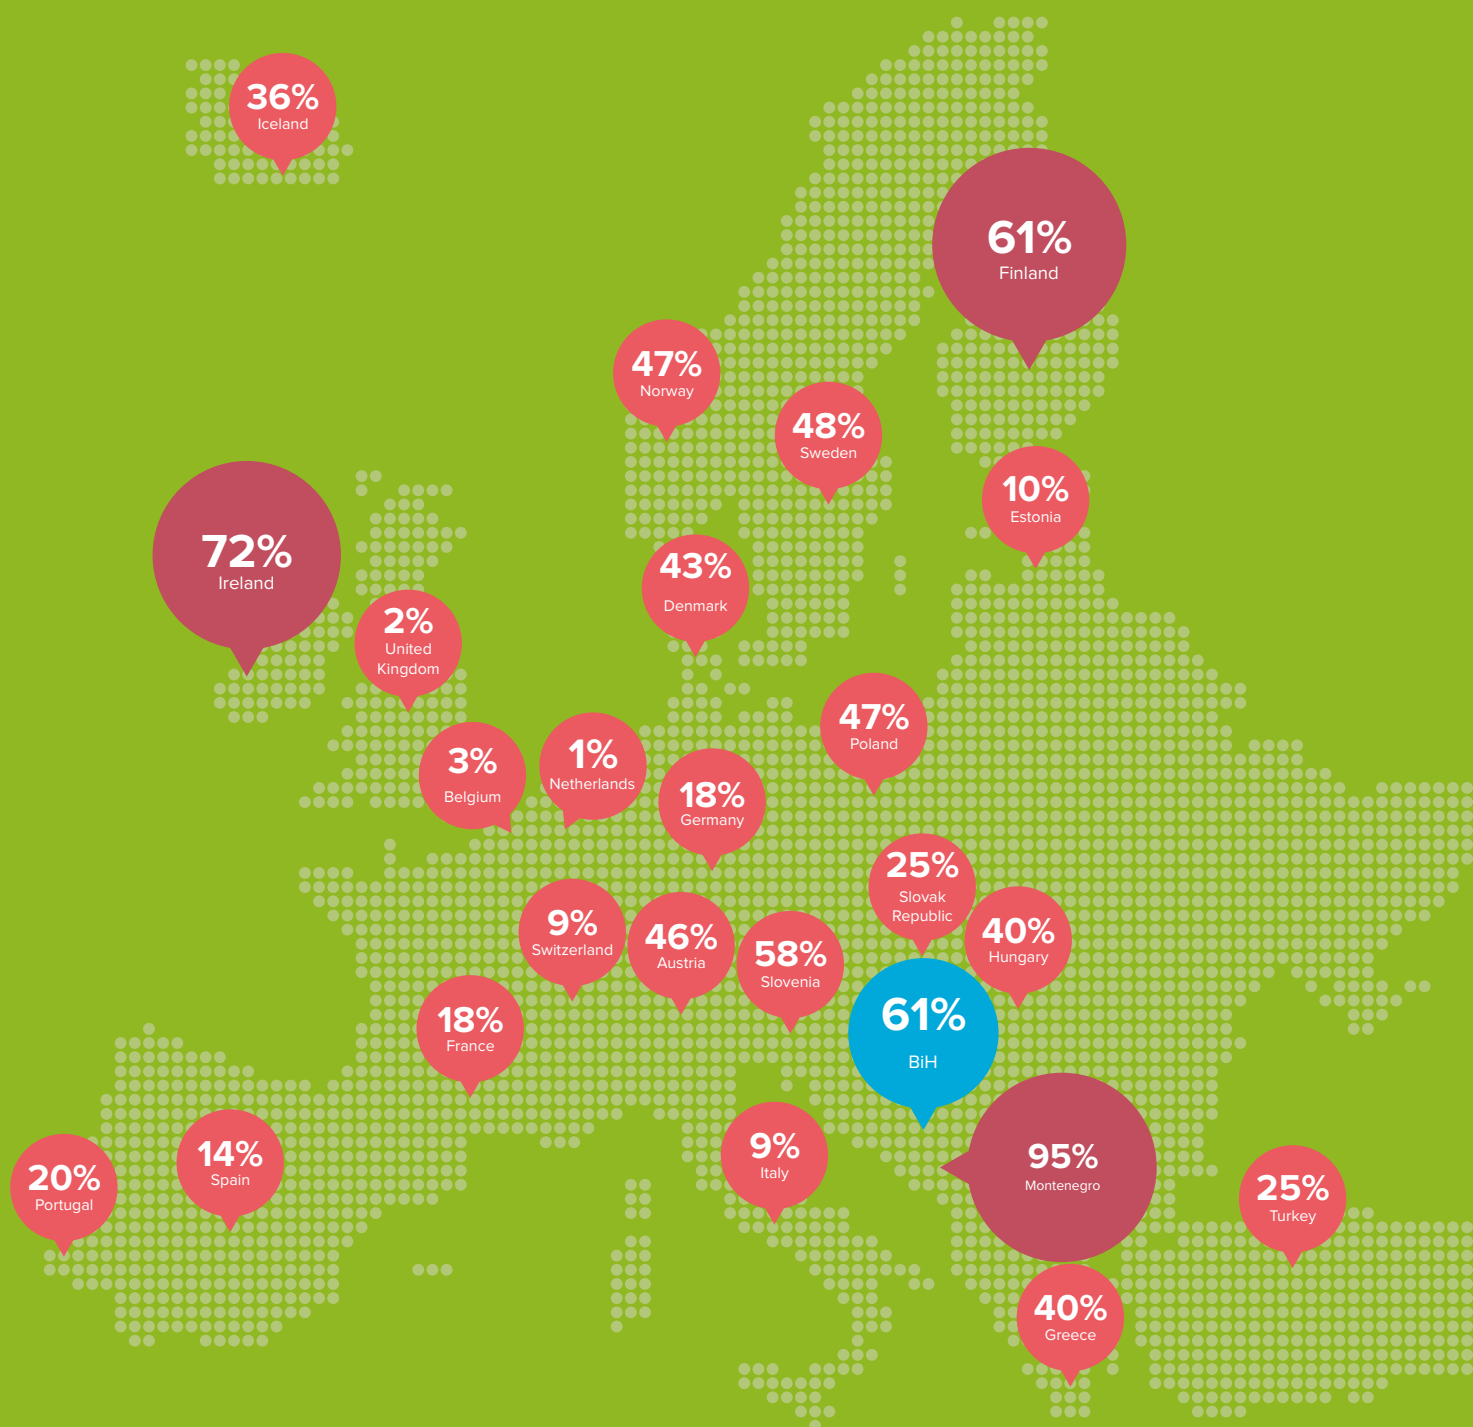 36%
Iceland
61%
Finland
47%
Norway
48%
Sweden
10%
Estonia
72%
Ireland
43%
Denmark
2%
United
Kingdom
47%
Poland
3%
Belgium
1%
Netherlands
18%
Germany
25%
Slovak
Republic
9%
Switzerland
46%
Austria
58%
Slovenia
40%
Hungary
18%
France
61%
BiH
14%
Spain
20%
Portugal
9%
Italy
95%
Montenegro
25%
Turkey
40%
Greece